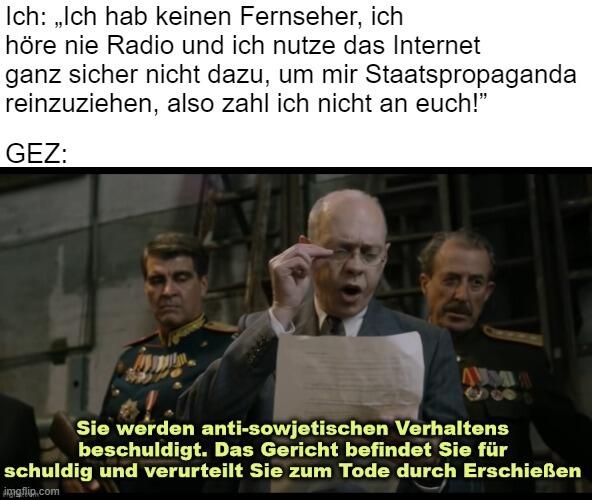 Ich: „Ich hab keinen Fernseher, ich
höre nie Radio und ich nutze das Internet
ganz sicher nicht dazu, um mir Staatspropaganda
reinzuziehen, also zahl ich nicht an euch!”
GEZ:
Sie werden anti-sowjetischen Verhaltens
beschuldigt. Das Gericht befindet Sie für
schuldig und verurteilt Sie zum Tode durch Erschießen
imgflip.com